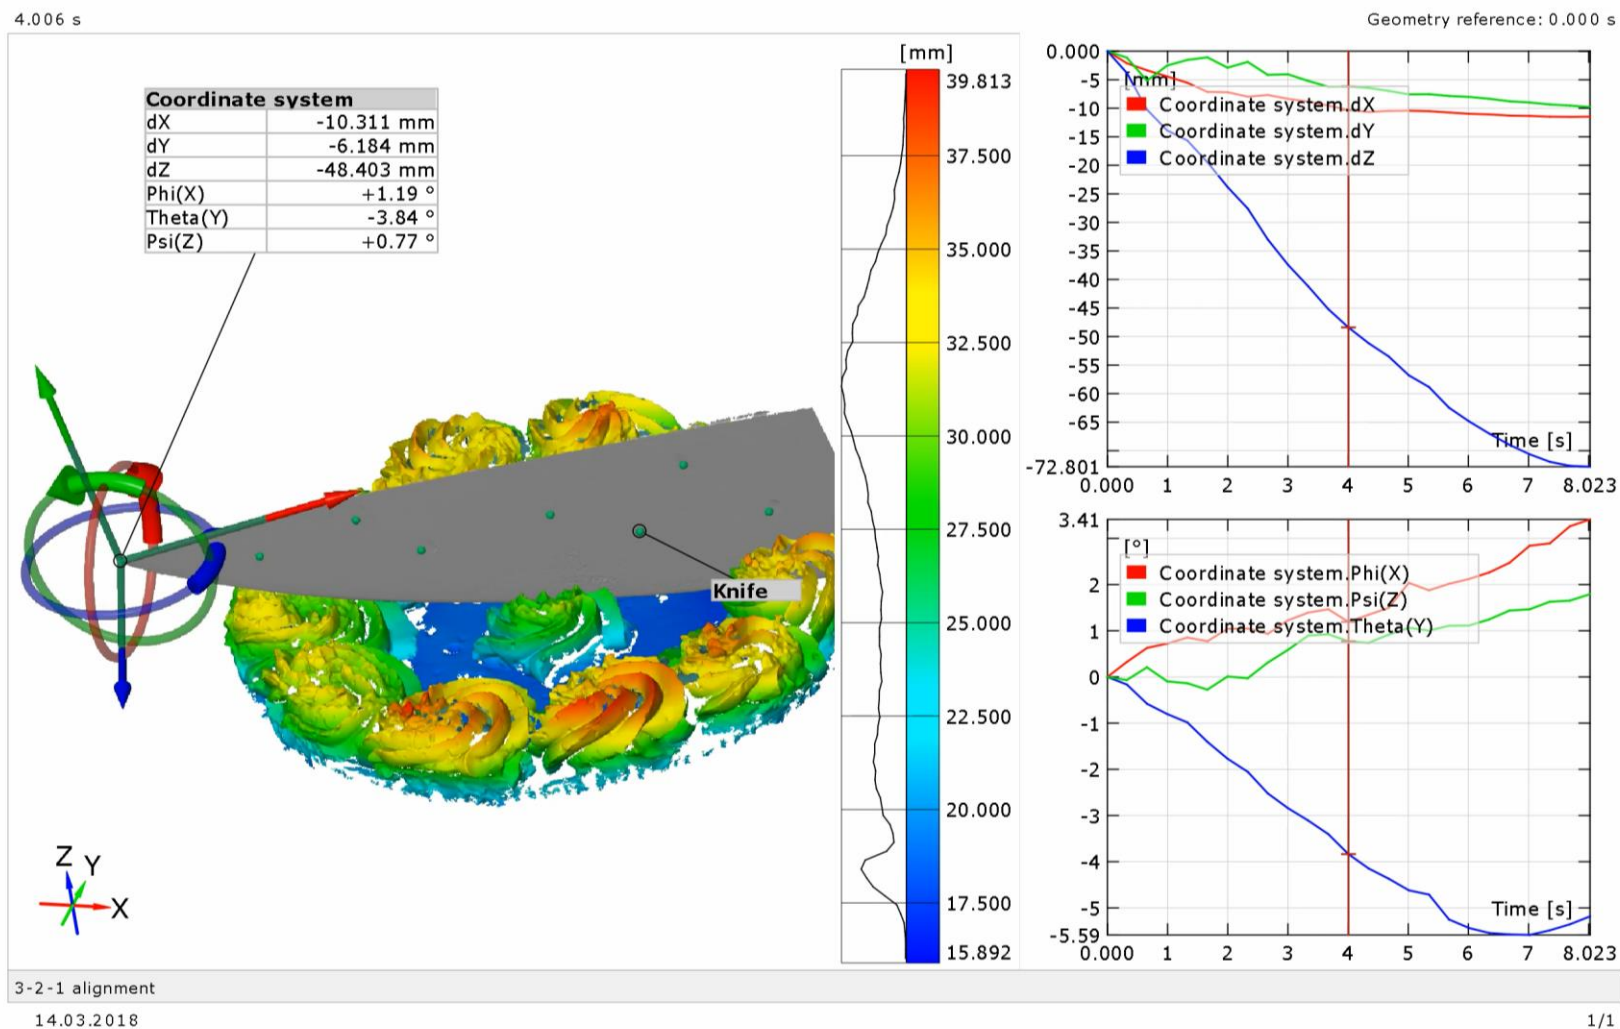 4.006 s
Geometry reference: 0.000 s
Coordinate system
dX -10.311 mm
dY -6.184 mm
dZ -48.403 mm
Phi(X) +1.19 °
Theta(Y) -3.84 °
Psi(Z) +0.77 °
Knife
Z
Y
X
[mm]
39.813
37.500
35.000
32.500
30.000
27.500
25.000
22.500
20.000
17.500
15.892
0.000
-5
-10
-15
-20
-25
-30
-35
-40
-45
-50
-55
-60
-65
-72.801
[mm]
Coordinate system.dX
Coordinate system.dY
Coordinate system.dZ
Time [s]
0.000 1 2 3 4 5 6 7 8.023
3.41
2
1
0
-1
-2
-3
-4
-5
-5.59
[°]
Coordinate system.Phi(X)
Coordinate system.Psi(Z)
Coordinate system.Theta(Y)
Time [s]
0.000 1 2 3 4 5 6 7 8.023
3-2-1 alignment
14.03.2018
1/1